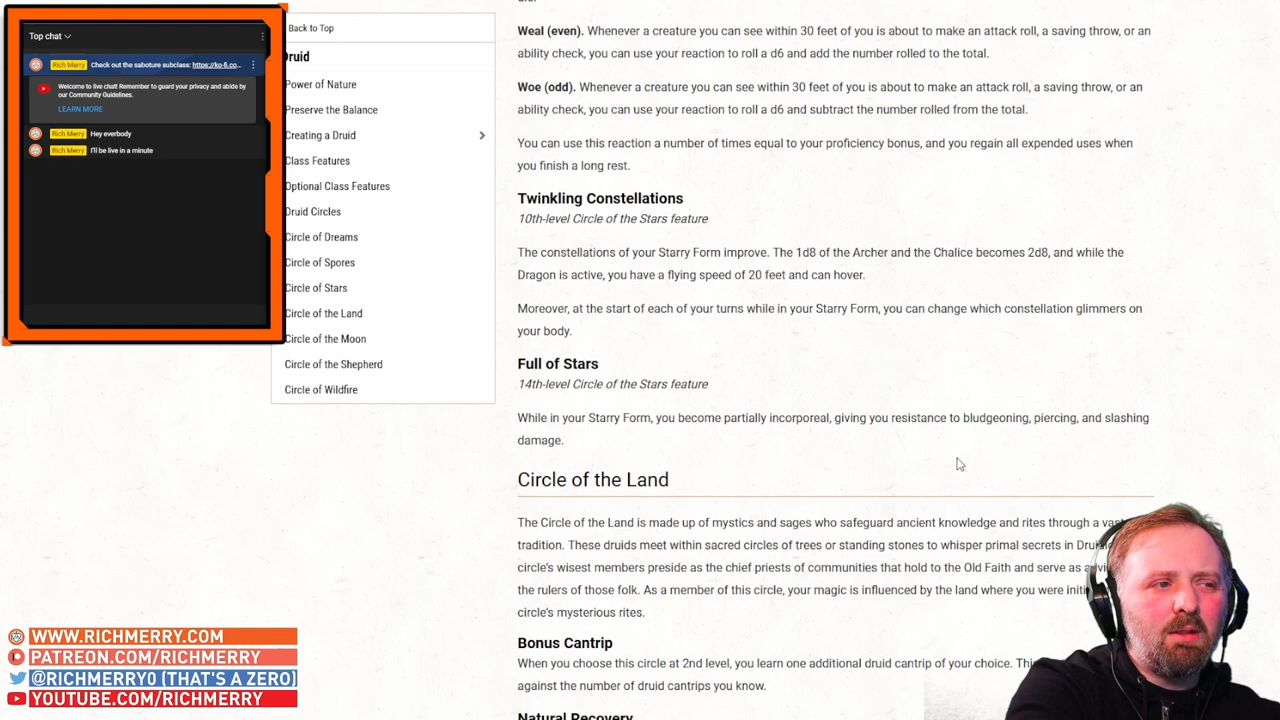 Top chat
Rich Merry Check out the saboture subclass: https://ko-fi.co...
Welcome to live chat! Remember to guard your privacy and abide by
our Community Guidelines.
LEARN MORE
Rich Merry Hey everbody
Rich Merry I'll be live in a minute
Back to Top
Druid
Power of Nature
Preserve the Balance
Creating a Druid
Class Features
Optional Class Features
Druid Circles
Circle of Dreams
Circle of Spores
Circle of Stars
Circle of the Land
Circle of the Moon
Circle of the Shepherd
Circle of Wildfire
Weal (even). Whenever a creature you can see within 30 feet of you is about to make an attack roll, a saving throw, or an
ability check, you can use your reaction to roll a d6 and add the number rolled to the total.
Woe (odd). Whenever a creature you can see within 30 feet of you is about to make an attack roll, a saving throw, or an
ability check, you can use your reaction to roll a d6 and subtract the number rolled from the total.
You can use this reaction a number of times equal to your proficiency bonus, and you regain all expended uses when
you finish a long rest.
Twinkling Constellations
10th-level Circle of the Stars feature
The constellations of your Starry Form improve. The 1d8 of the Archer and the Chalice becomes 2d8, and while the
Dragon is active, you have a flying speed of 20 feet and can hover.
Moreover, at the start of each of your turns while in your Starry Form, you can change which constellation glimmers on
your body.
Full of Stars
14th-level Circle of the Stars feature
While in your Starry Form, you become partially incorporeal, giving you resistance to bludgeoning, piercing, and slashing
damage.
Circle of the Land
The Circle of the Land is made up of mystics and sages who safeguard ancient knowledge and rites through a
tradition. These druids meet within sacred circles of trees or standing stones to whisper primal secrets in
circle's wisest members preside as the chief priests of communities that hold to the Old Faith and serve as
the rulers of those folk. As a member of this circle, your magic is influenced by the land where you were
circle's mysterious rites.
Bonus Cantrip
When you choose this circle at 2nd level, you learn one additional druid cantrip of your choice.
against the number of druid cantrips you know.
Natural Recovery
WWW.RICHMERRY.COM
PATREON.COM/RICHMERRY
@RICHMERRY0 (THAT'S A ZERO)
YOUTUBE.COM/RICHMERRY